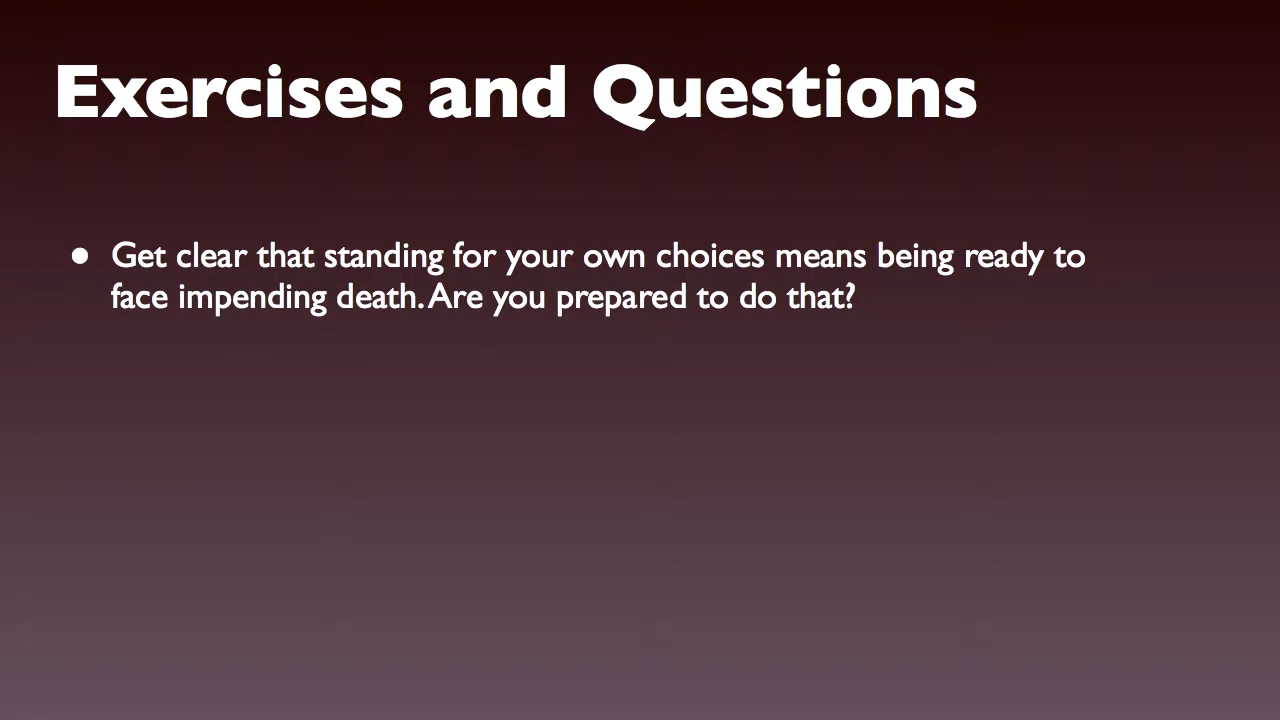 Exercises and Questions
• Get clear that standing for your own choices means being ready to
face impending death. Are you prepared to do that?